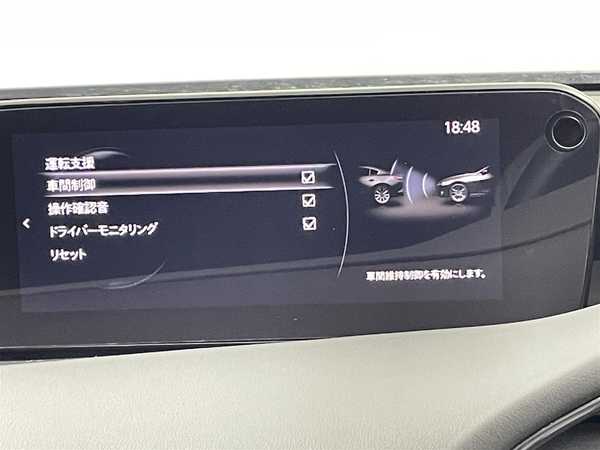 18:48
運転支援
車間制御
操作確認音
ドライバーモニタリング
リセット
車間維持制御を有効にします。